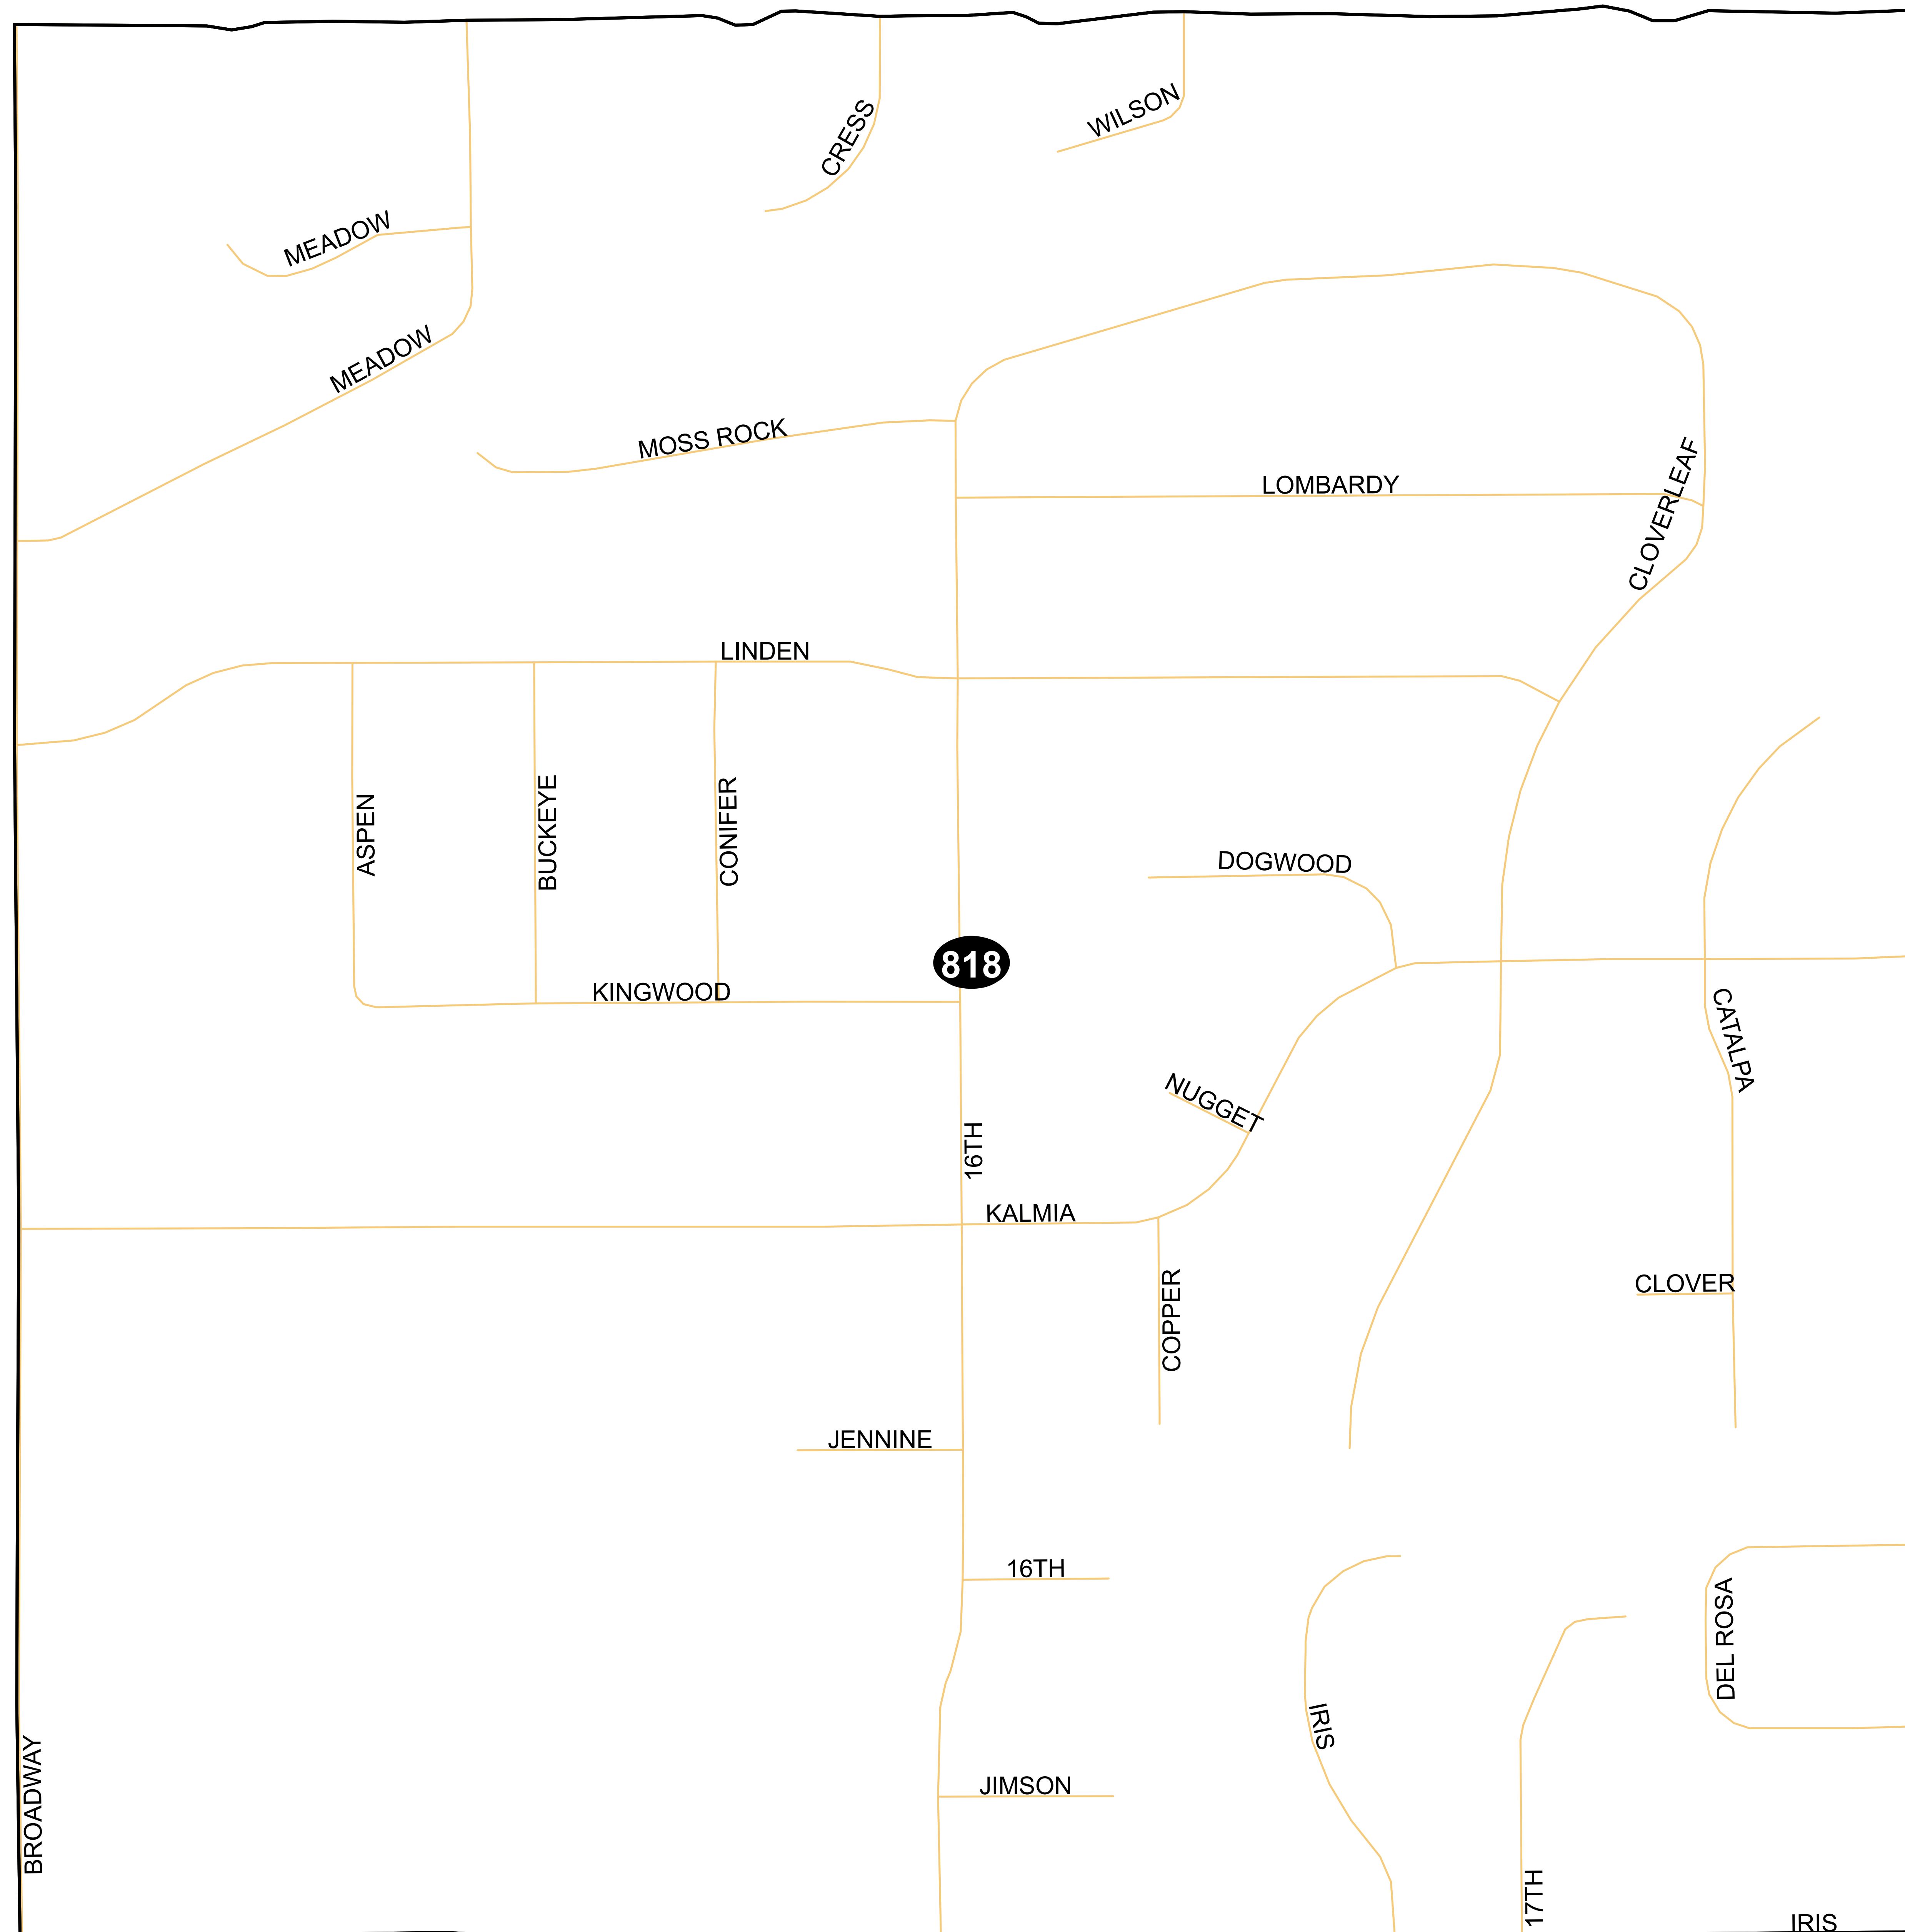 WILSON
CRESS
MEADOW
MEADOW
MOSS ROCK
LOMBARDY
CLOVERLEAF
LINDEN
ASPEN
BUCKEYE
CONIFER
DOGWOOD
818
KINGWOOD
CATALPA
NUGGET
16TH
KALMIA
CLOVER
COPPER
JENNINE
16TH
DEL ROSA
IRIS
JIMSON
BROADWAY
17TH
IRIS